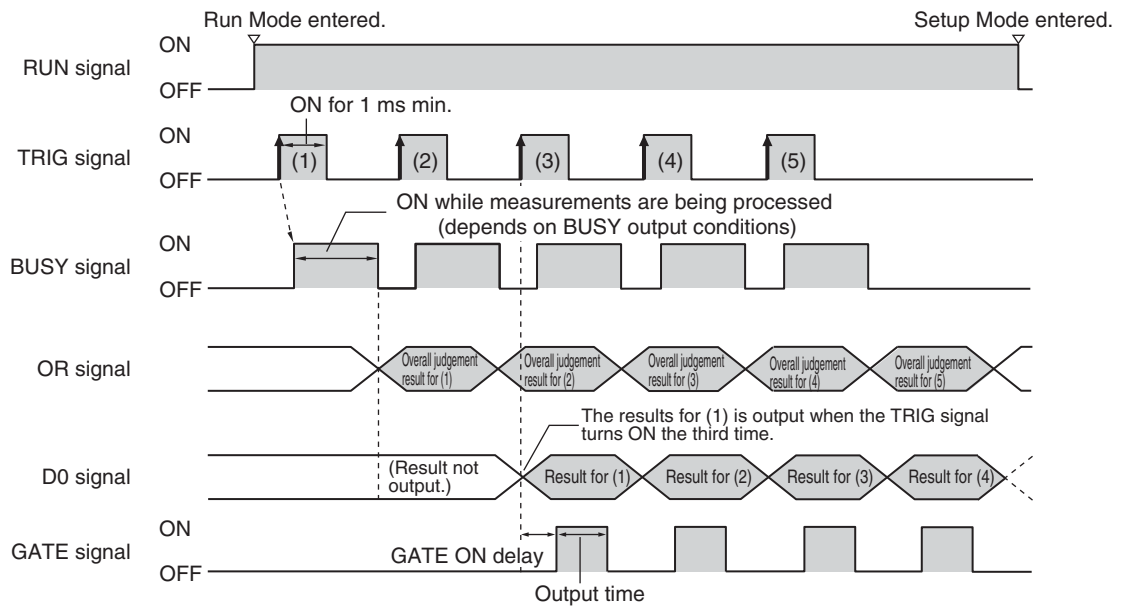 Run Mode entered.
Setup Mode entered.
ON
RUN signal
OFF
ON for 1 ms min.
ON
TRIG signal
(1)
(2)
(3)
(4)
(5)
OFF
ON while measurements are being processed
(depends on BUSY output conditions)
ON
BUSY signal
OFF
OR signal
Overall judgement
result for (1)
Overall judgement
result for (2)
Overall judgement
result for (3)
Overall judgement
result for (4)
Overall judgement
result for (5)
The results for (1) is output when the TRIG signal
turns ON the third time.
D0 signal
(Result not
output.)
Result for (1)
Result for (2)
Result for (3)
Result for (4)
ON
GATE signal
GATE ON delay
OFF
Output time